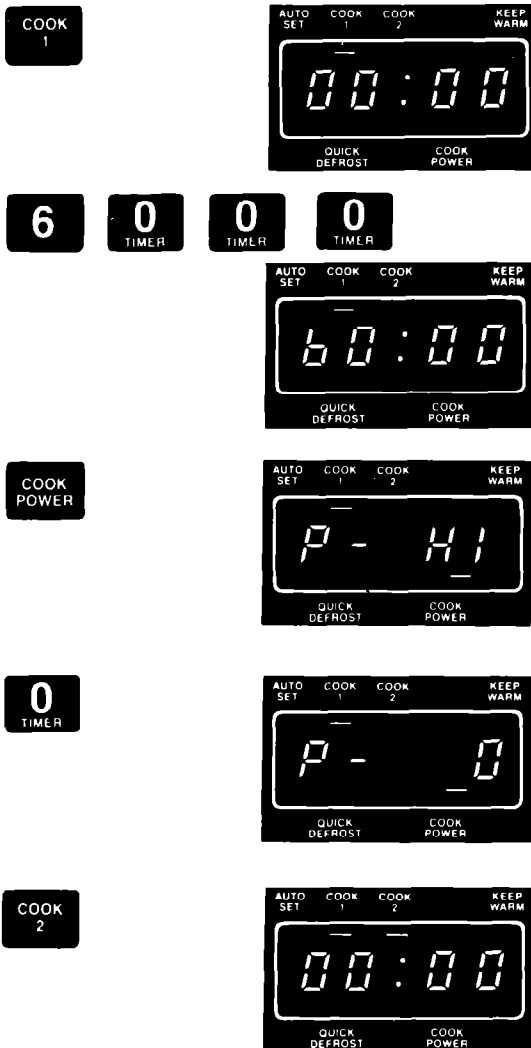 COOK
1
AUTO SET COOK 1 COOK 2 KEEP WARM
00:00
QUICK DEFROST COOK POWER
6 0 TIMER 0 TIMER 0 TIMER
AUTO SET COOK 1 COOK 2 KEEP WARM
60:00
QUICK DEFROST COOK POWER
COOK
POWER
AUTO SET COOK 1 COOK 2 KEEP WARM
P- HI
QUICK DEFROST COOK POWER
0
TIMER
AUTO SET COOK 1 COOK 2 KEEP WARM
P- 0
QUICK DEFROST COOK POWER
COOK
2
AUTO SET COOK 1 COOK 2 KEEP WARM
00:00
QUICK DEFROST COOK POWER